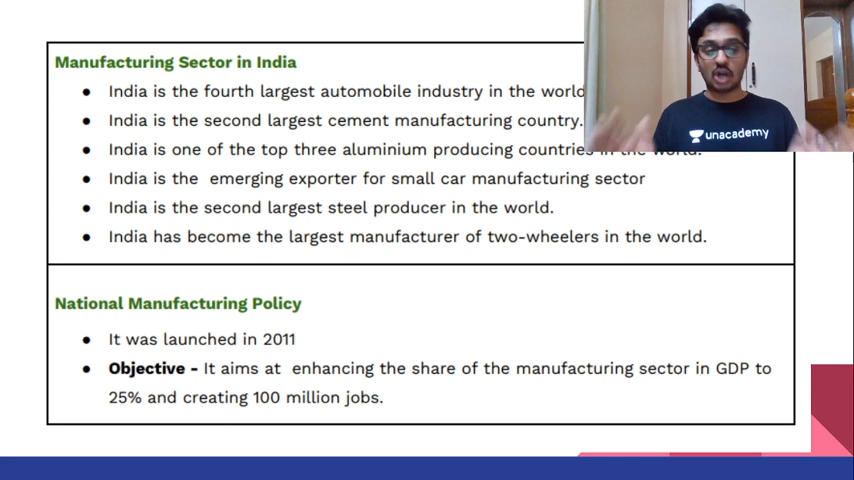 Manufacturing Sector in India
● India is the fourth largest automobile industry in the world
● India is the second largest cement manufacturing country.
● India is one of the top three aluminium producing countries in the world.
● India is the  emerging exporter for small car manufacturing sector
● India is the second largest steel producer in the world.
● India has become the largest manufacturer of two-wheelers in the world.
National Manufacturing Policy
● It was launched in 2011
● Objective - It aims at  enhancing the share of the manufacturing sector in GDP to
25% and creating 100 million jobs.
unacademy